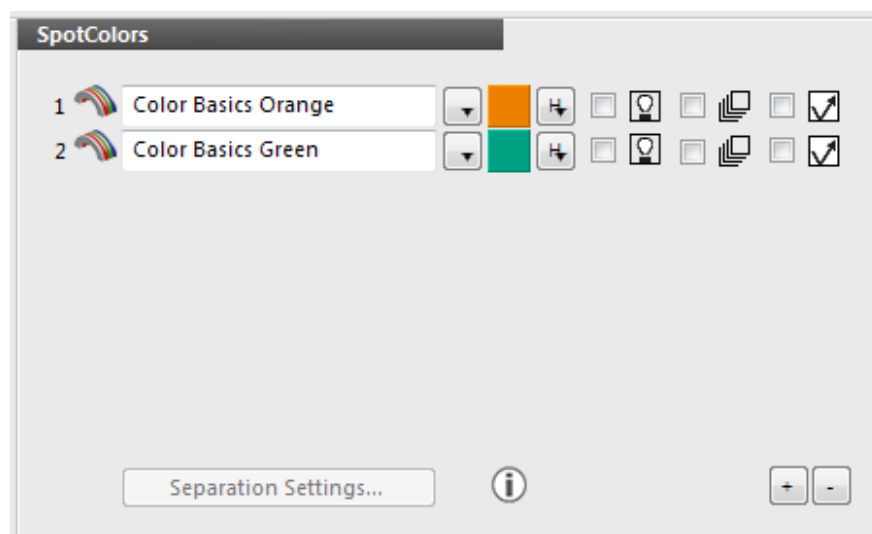 SpotColors
1 Color Basics Orange H
2 Color Basics Green H
Separation Settings... i + -